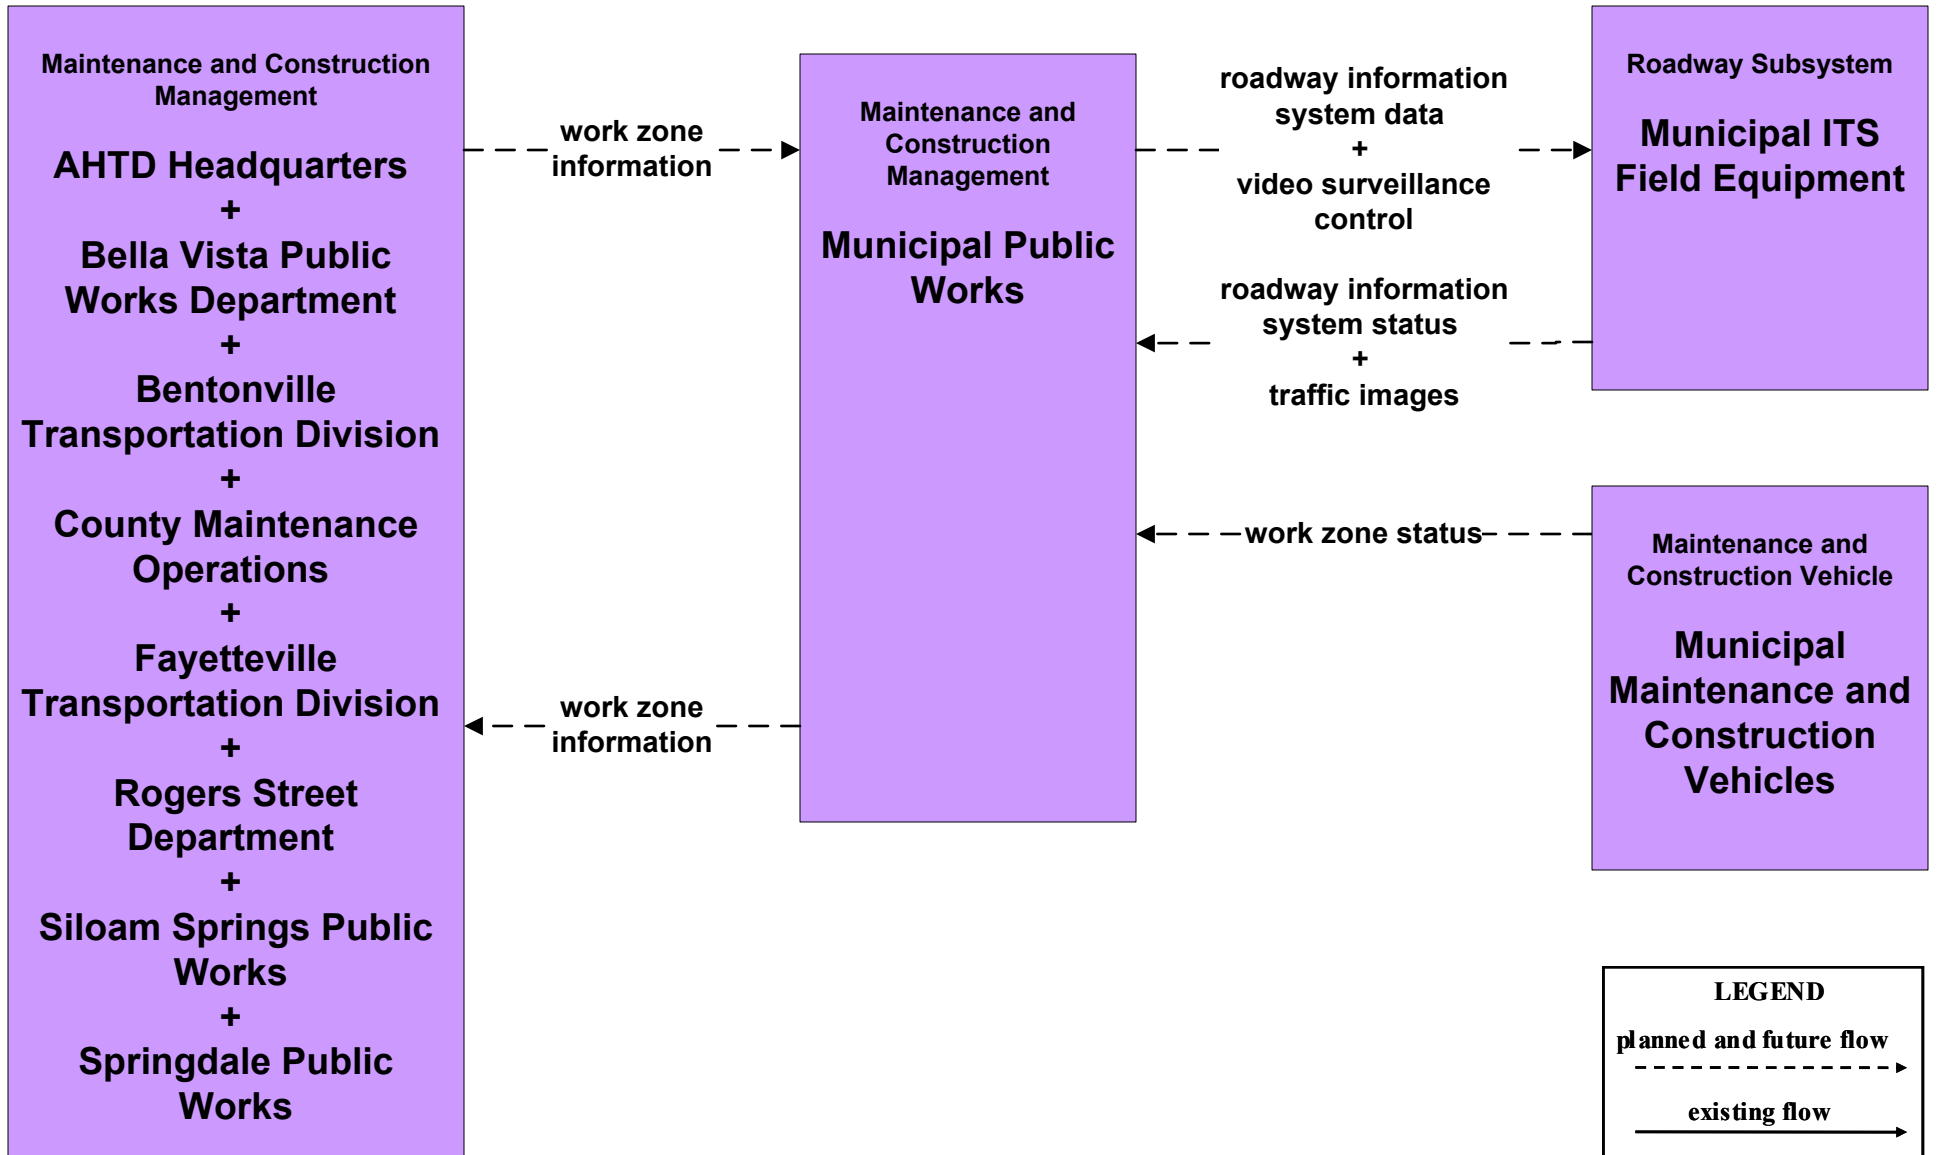 Maintenance and Construction
Management
AHTD Headquarters
+
Bella Vista Public
Works Department
+
Bentonville
Transportation Division
+
County Maintenance
Operations
+
Fayetteville
Transportation Division
+
Rogers Street
Department
+
Siloam Springs Public
Works
+
Springdale Public
Works
work zone
information
work zone
information
Maintenance and
Construction
Management
Municipal Public
Works
roadway information
system data
+
video surveillance
control
roadway information
system status
+
traffic images
work zone status
Roadway Subsystem
Municipal ITS
Field Equipment
Maintenance and
Construction Vehicle
Municipal
Maintenance and
Construction
Vehicles
LEGEND
planned and future flow
existing flow